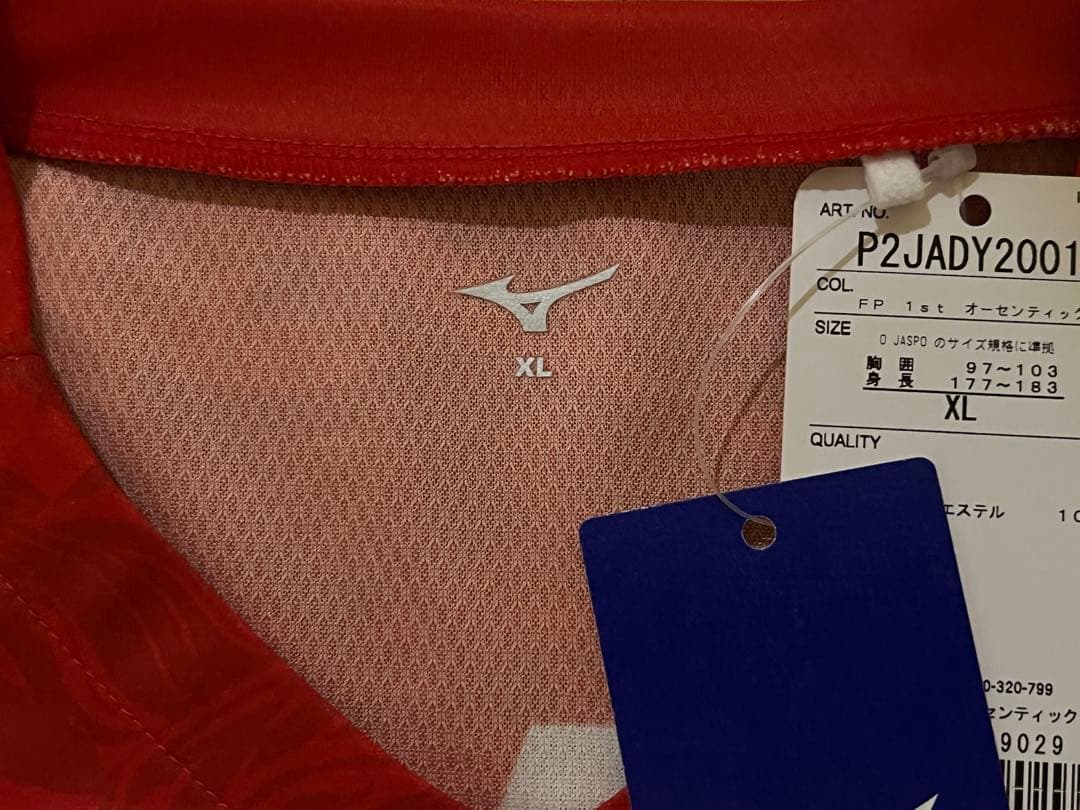 XL
ART. NO.
P2JADY2001
COL.
FP 1st オーセンティック
SIZE
O JASPO のサイズ規格に準拠
胸 囲 97~103
身 長 177~183
XL
QUALITY
エステル
0-320-799
センティック
9029